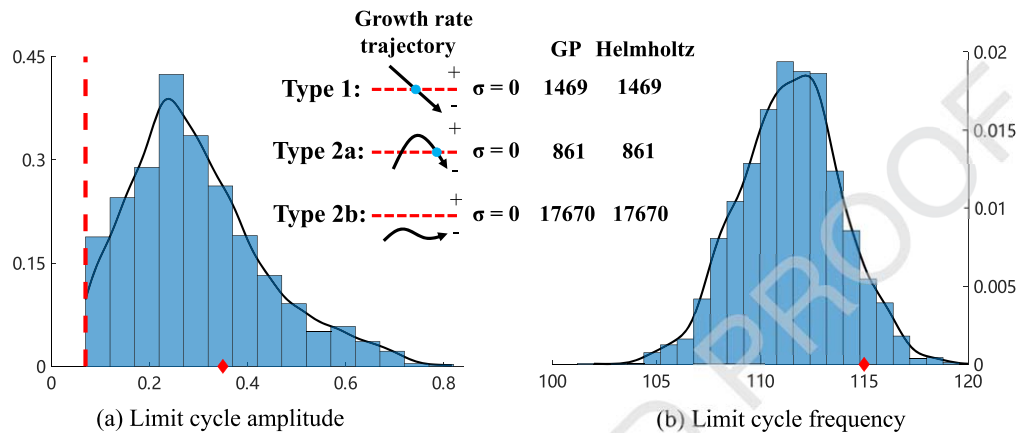 Growth rate
trajectory
GP Helmholtz
Type 1: + - σ = 0 1469 1469
Type 2a: + - σ = 0 861 861
Type 2b: + - σ = 0 17670 17670
0.45
0.3
0.15
0
0 0.2 0.4 0.6 0.8
(a) Limit cycle amplitude
0.02
0.015
0.01
0.005
0
100 105 110 115 120
(b) Limit cycle frequency
D PROOF